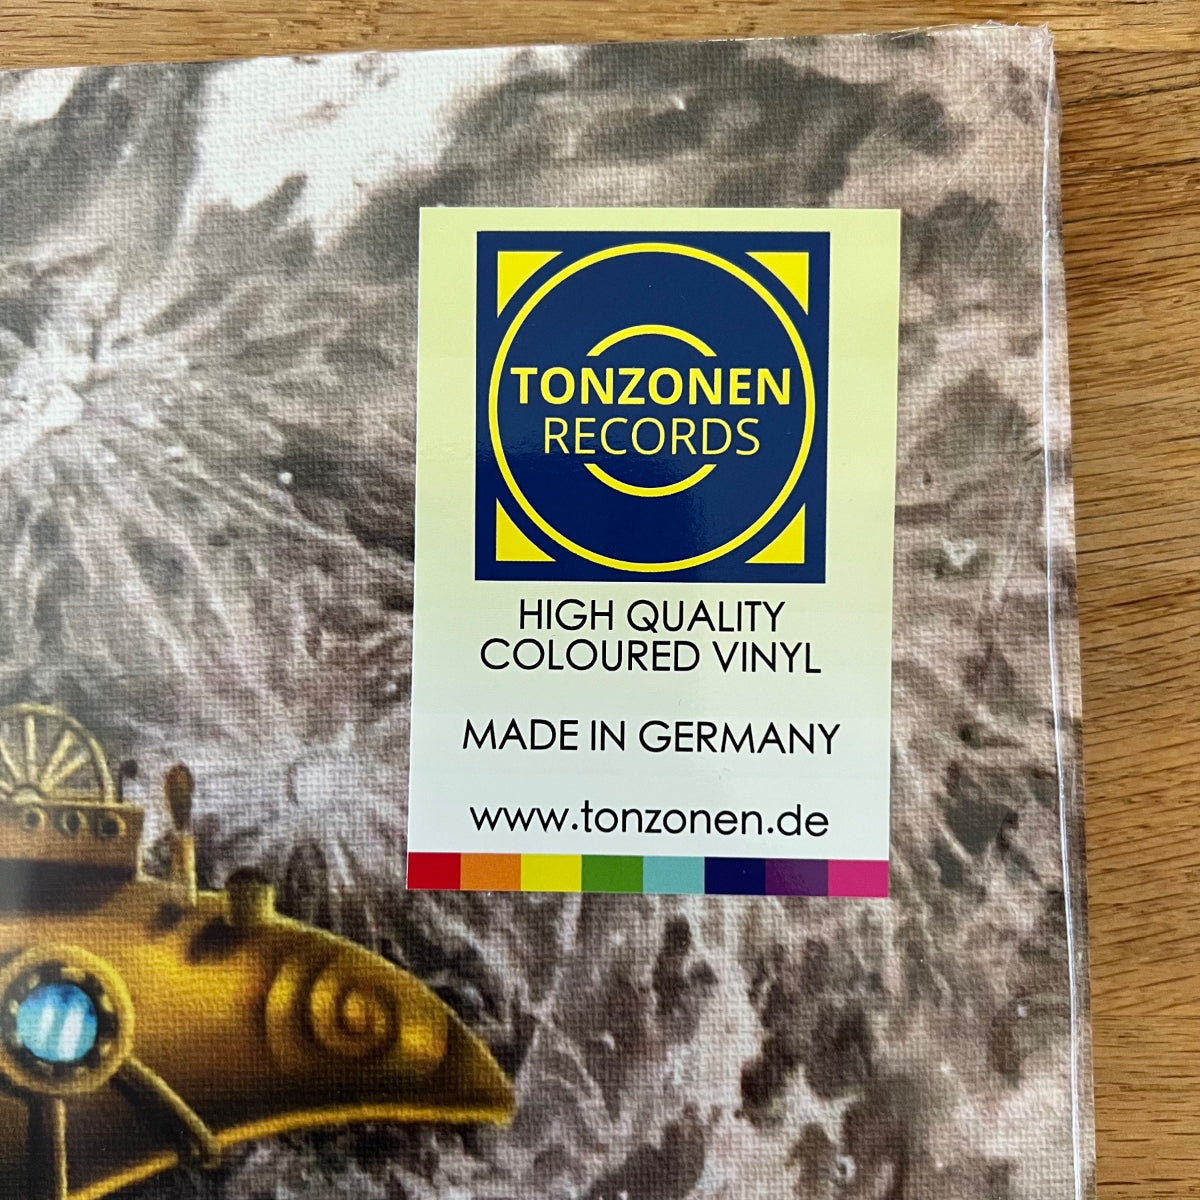 TONZONEN
RECORDS
HIGH QUALITY
COLOURED VINYL
MADE IN GERMANY
www.tonzonen.de